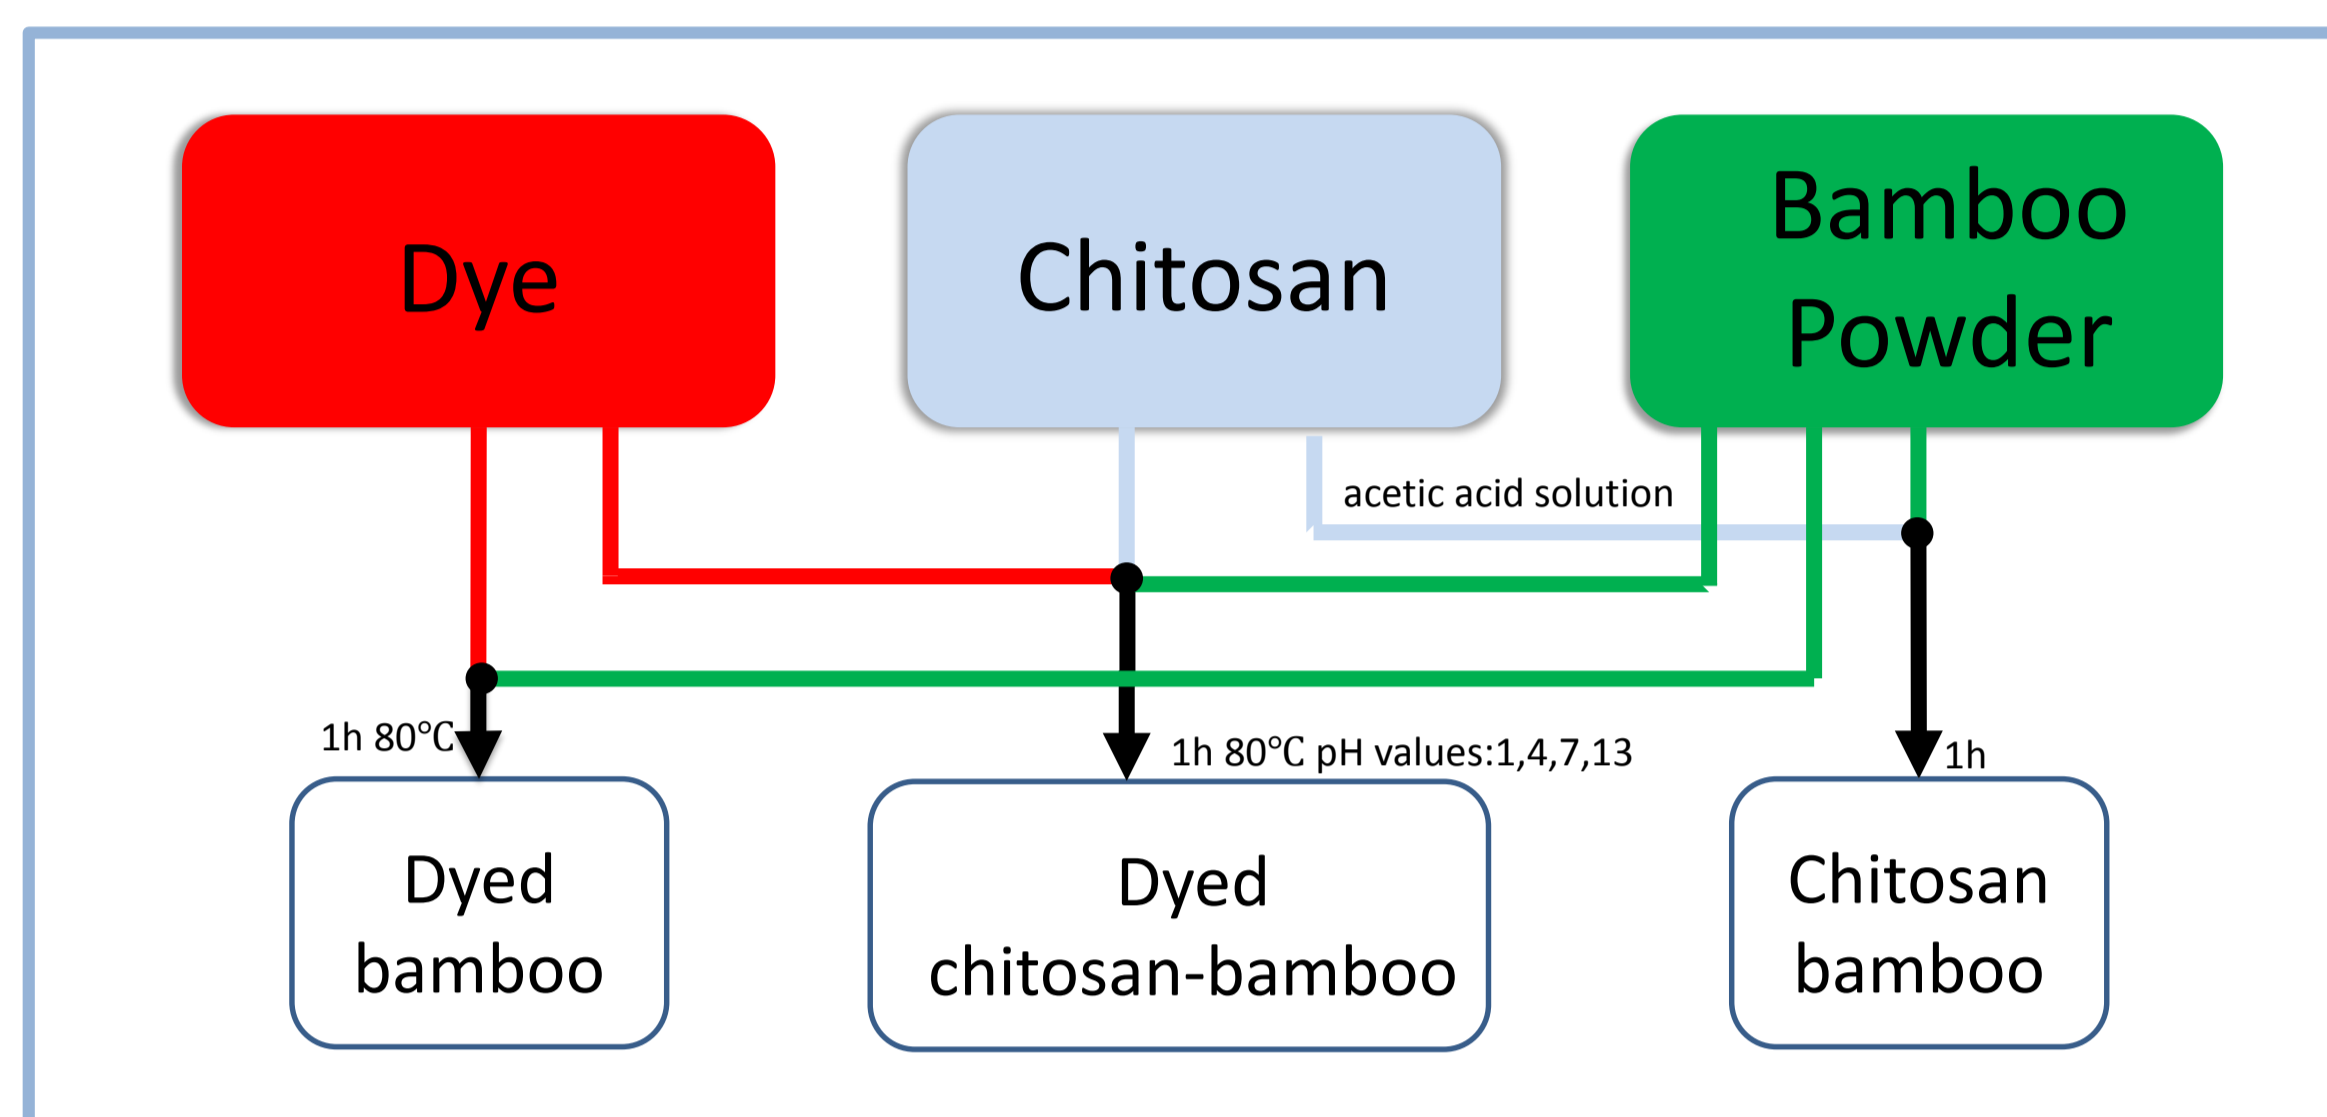 Dye
Chitosan
Bamboo
Powder
acetic acid solution
1h 80℃
1h 80℃ pH values:1,4,7,13
1h
Dyed
bamboo
Dyed
chitosan-bamboo
Chitosan
bamboo